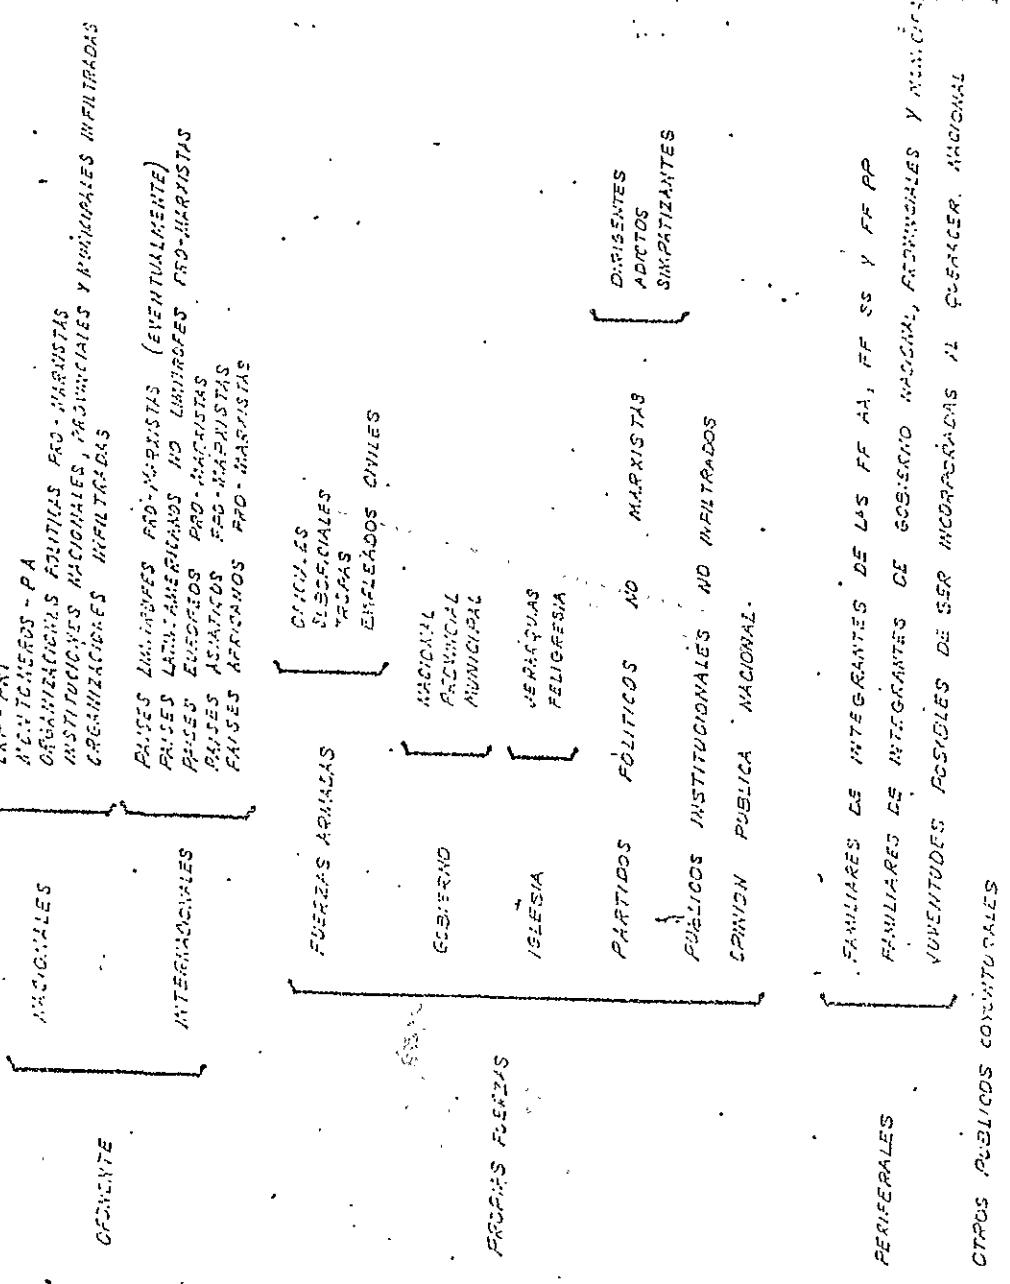 OPONENTE
NACIONALES
ERP - PRT
MONTONEROS - P A
ORGANIZACIONES POLITICAS PRO - MARXISTAS
INSTITUCIONES NACIONALES, PROVINCIALES Y MUNICIPALES INFILTRADAS
ORGANIZACIONES INFILTRADAS
INTERNACIONALES
PAISES LIMITROFES PRO-MARXISTAS (EVENTUALMENTE)
PAISES LATINOAMERICANOS NO LIMITROFES PRO-MARXISTAS
PAISES EUROPEOS PRO-MARXISTAS
PAISES ASIATICOS PRO-MARXISTAS
PAISES AFRICANOS PRO-MARXISTAS
PROPIAS FUERZAS
FUERZAS ARMADAS
OFICIALES
SUBOFICIALES
TROPAS
EMPLEADOS CIVILES
GOBIERNO
NACIONAL
PROVINCIAL
MUNICIPAL
IGLESIA
JERARQUIAS
FELIGRESIA
PARTIDOS POLITICOS NO MARXISTAS
DIRIGENTES
ADICTOS
SIMPATIZANTES
PUBLICOS INSTITUCIONALES NO INFILTRADOS
OPINION PUBLICA NACIONAL.
PERIFERALES
FAMILIARES DE INTEGRANTES DE LAS FF AA, FF SS Y FF PP
FAMILIARES DE INTEGRANTES DE GOBIERNO NACIONAL, PROVINCIALES Y
JUVENTUDES POSIBLES DE SER INCORPORADAS AL QUEHACER NACIONAL
OTROS PUBLICOS COYUNTURALES